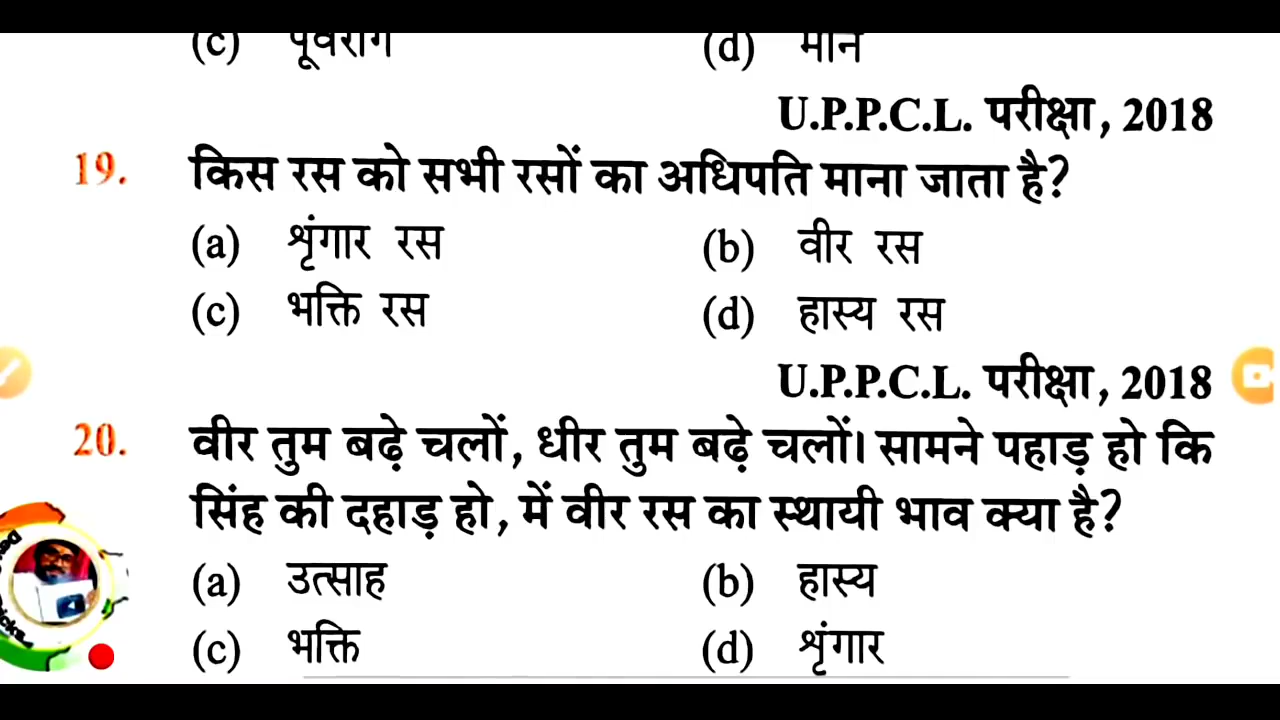 (c) पूर्वराग (d) मान
U.P.P.C.L. परीक्षा, 2018
19. किस रस को सभी रसों का अधिपति माना जाता है?
(a) शृंगार रस (b) वीर रस
(c) भक्ति रस (d) हास्य रस
U.P.P.C.L. परीक्षा, 2018
20. वीर तुम बढ़े चलों, धीर तुम बढ़े चलों। सामने पहाड़ हो कि
सिंह की दहाड़ हो, में वीर रस का स्थायी भाव क्या है?
(a) उत्साह (b) हास्य
(c) भक्ति (d) शृंगार